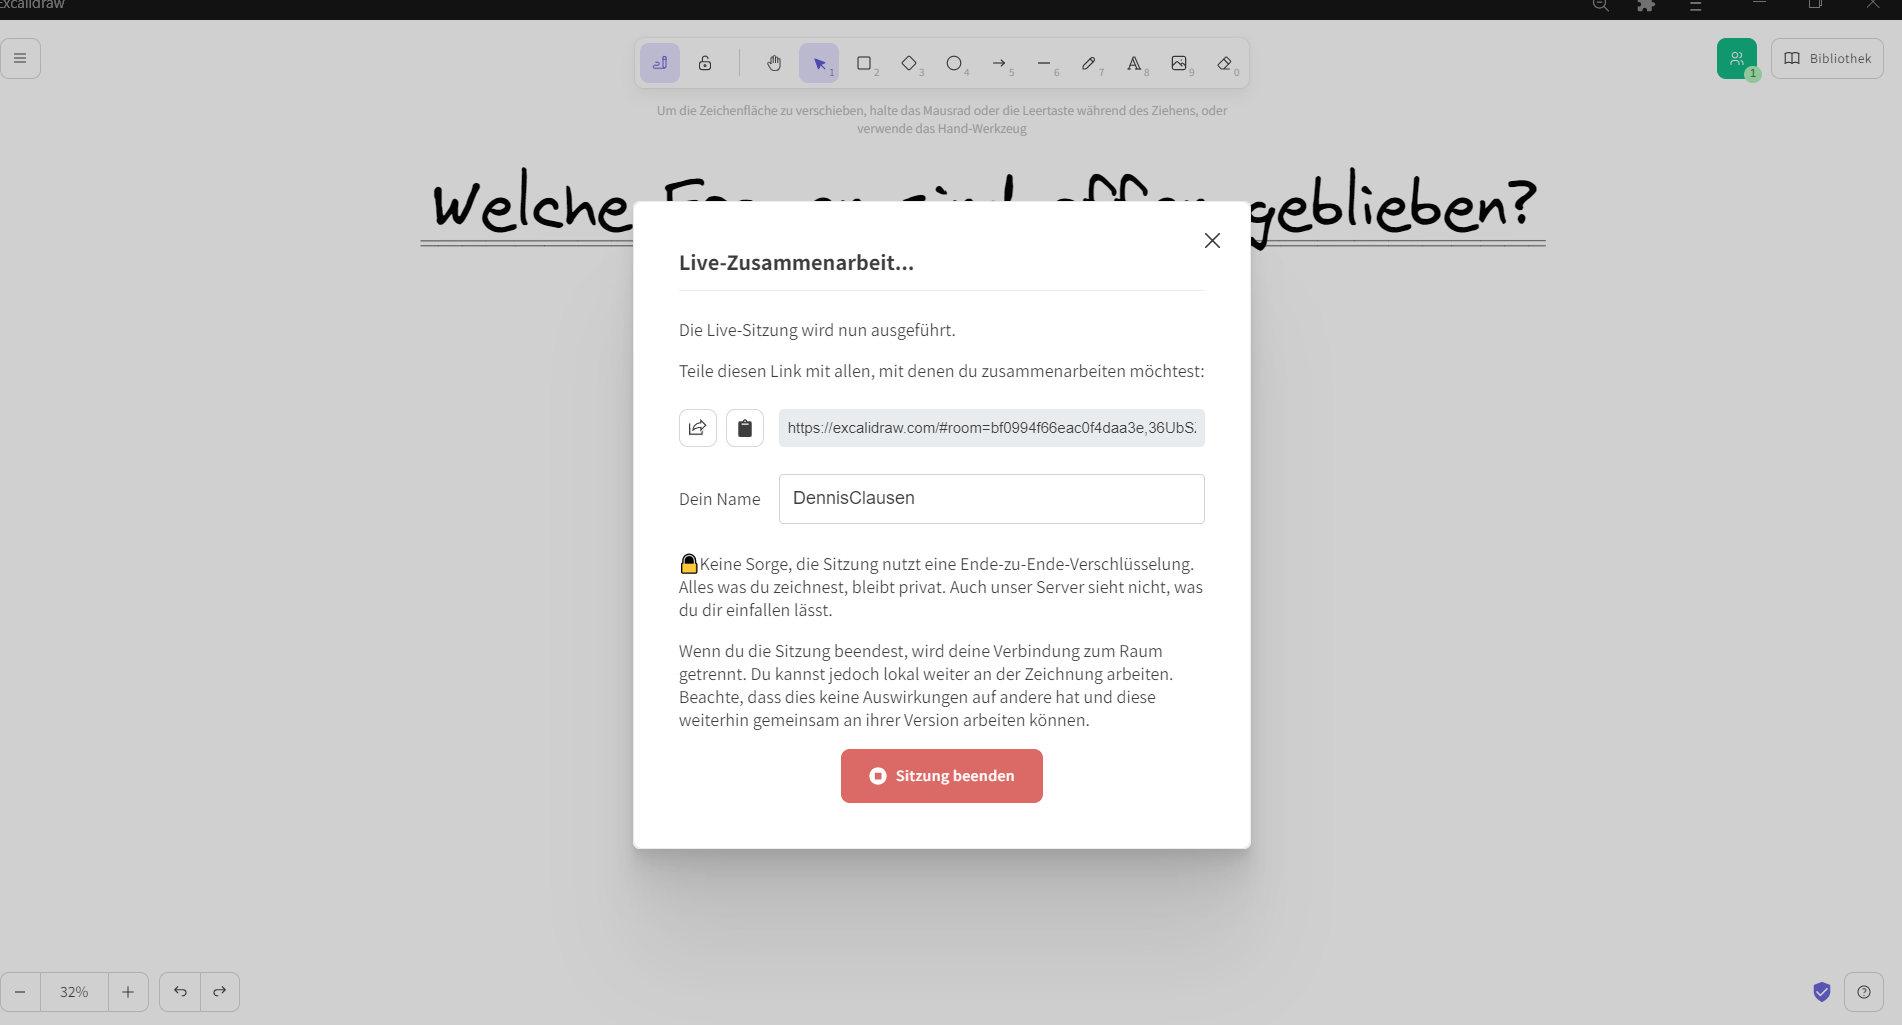 Excalidraw
1 2 3 4 5 6 7 8 9 0
1
Bibliothek
Um die Zeichenfläche zu verschieben, halte das Mausrad oder die Leertaste während des Ziehens, oder
verwende das Hand-Werkzeug
Welche geblieben?
Live-Zusammenarbeit...
Die Live-Sitzung wird nun ausgeführt.
Teile diesen Link mit allen, mit denen du zusammenarbeiten möchtest:
https://excalidraw.com/#room=bf0994f66eac0f4daa3e,36UbS
Dein Name
DennisClausen
🔒Keine Sorge, die Sitzung nutzt eine Ende-zu-Ende-Verschlüsselung.
Alles was du zeichnest, bleibt privat. Auch unser Server sieht nicht, was
du dir einfallen lässt.
Wenn du die Sitzung beendest, wird deine Verbindung zum Raum
getrennt. Du kannst jedoch lokal weiter an der Zeichnung arbeiten.
Beachte, dass dies keine Auswirkungen auf andere hat und diese
weiterhin gemeinsam an ihrer Version arbeiten können.
Sitzung beenden
32%